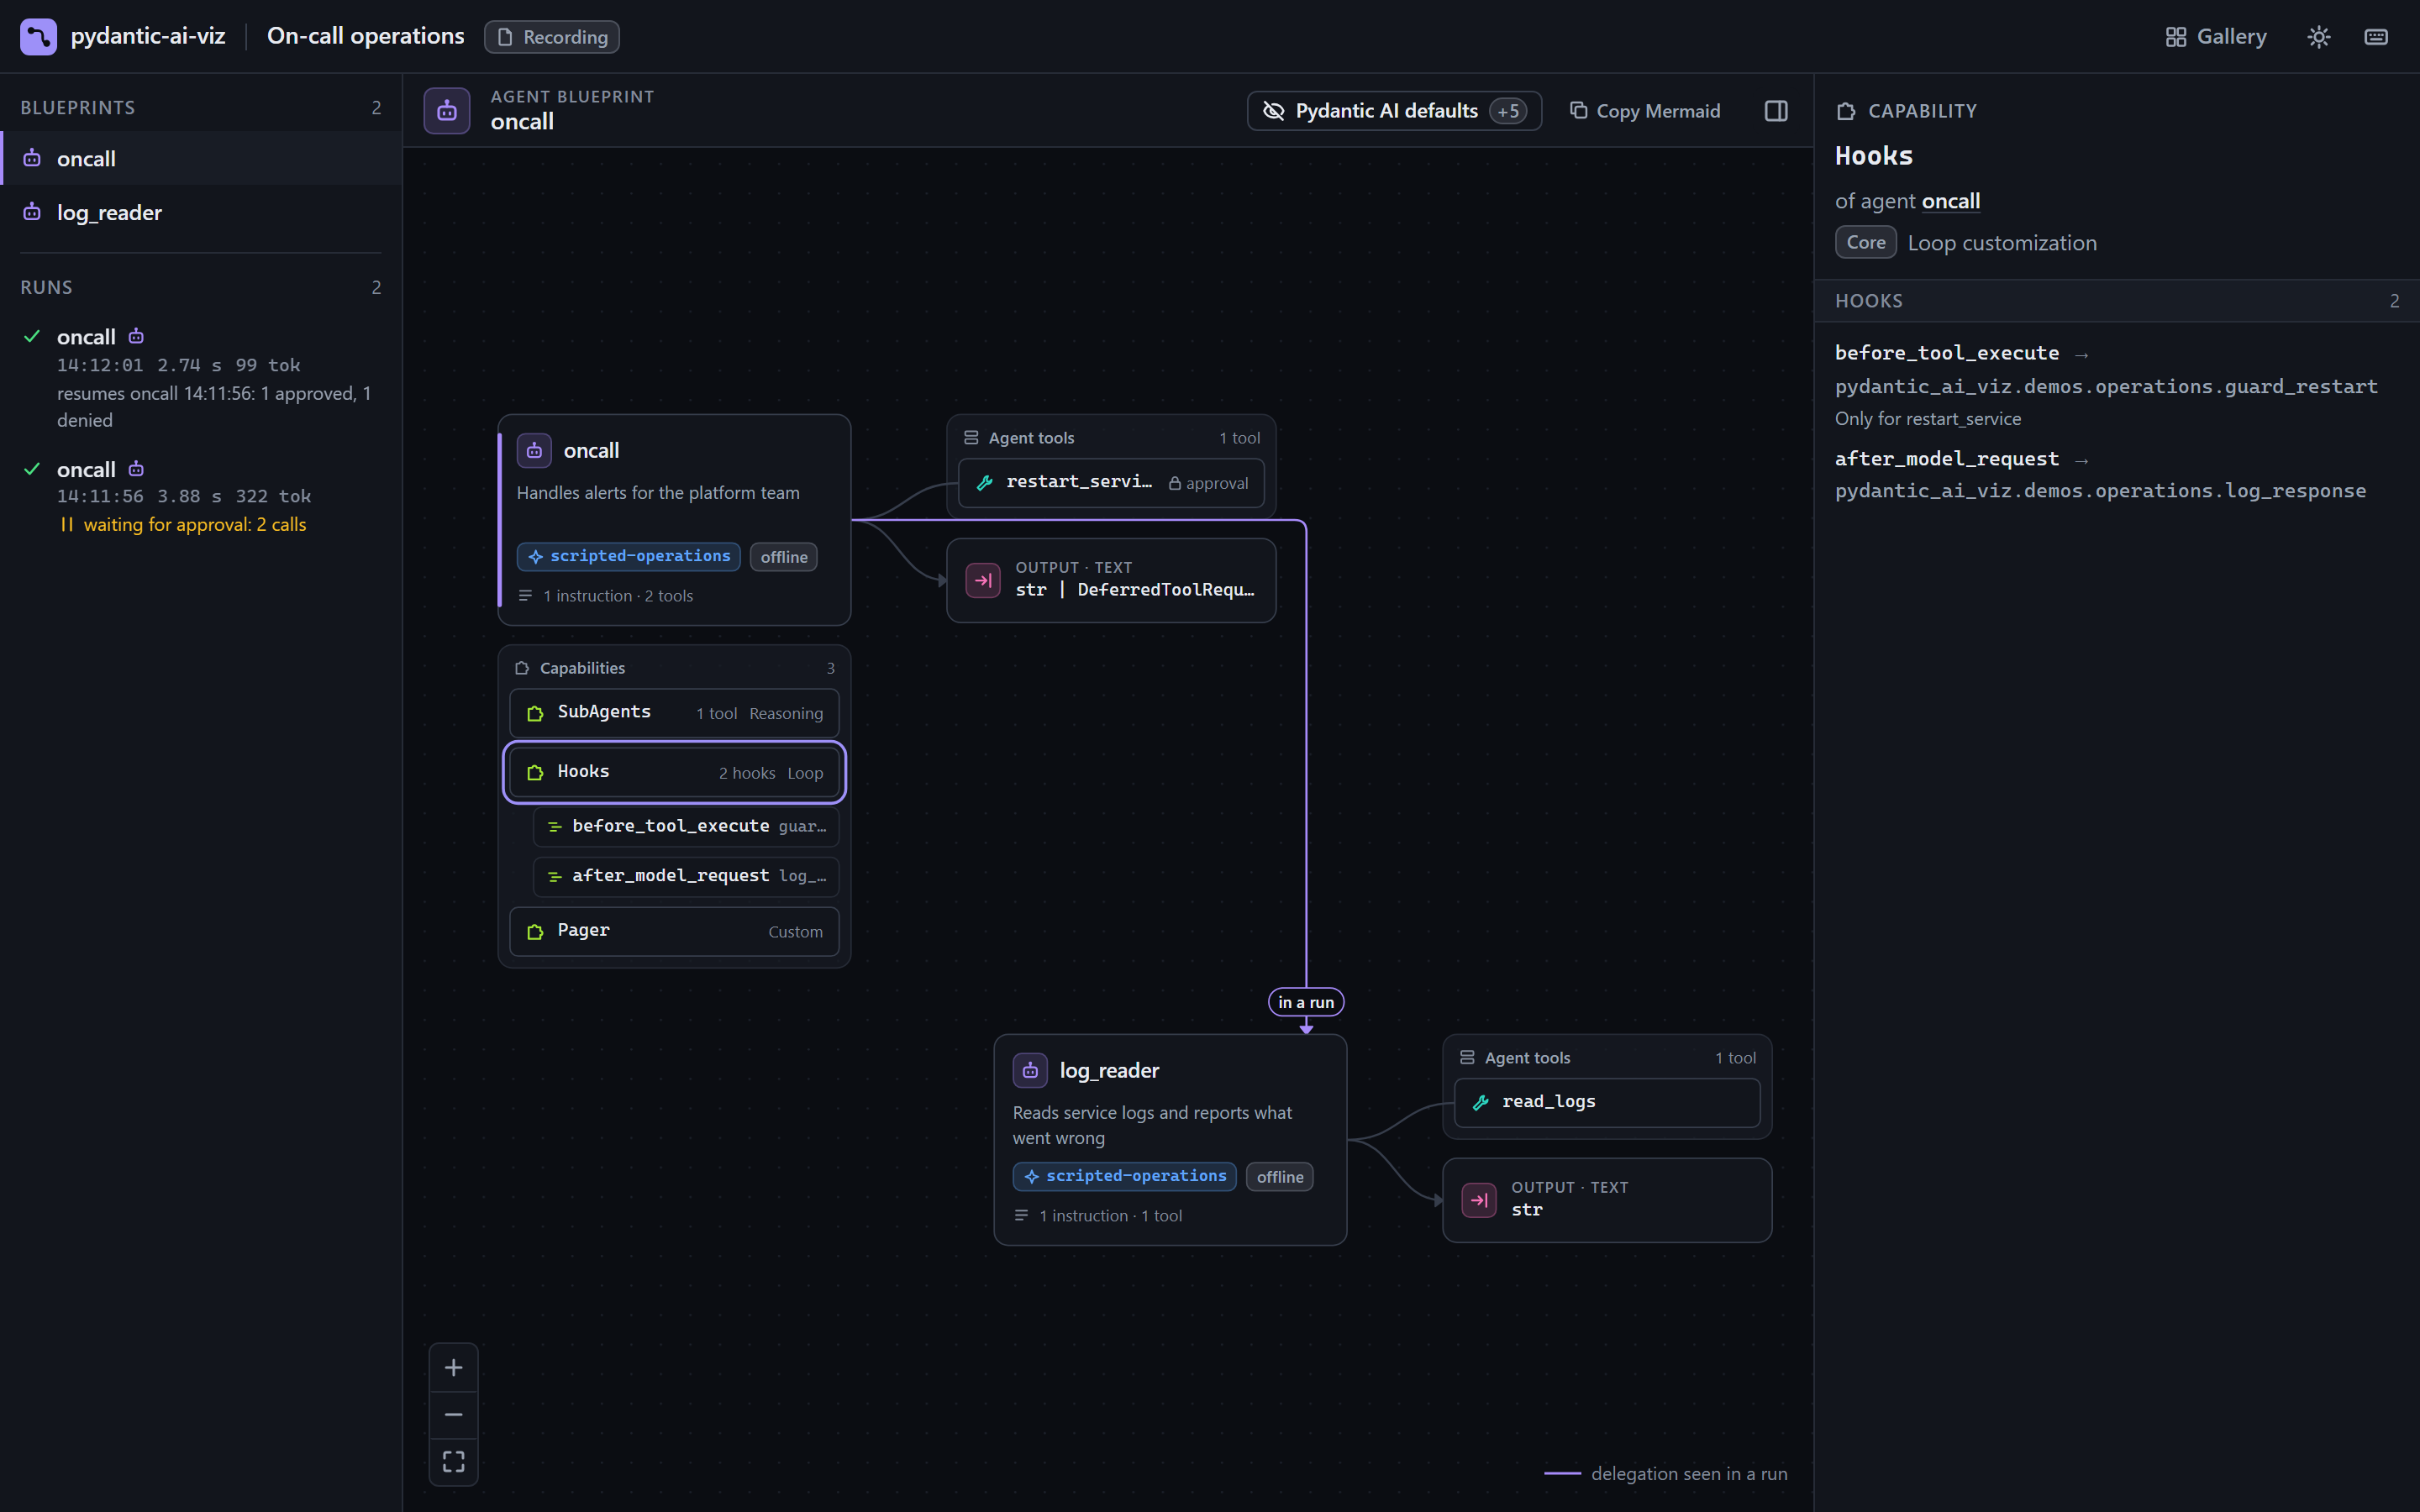 pydantic-ai-viz
On-call operations
Recording
Gallery
BLUEPRINTS 2
oncall
log_reader
RUNS 2
oncall
14:12:01 2.74 s 99 tok
resumes oncall 14:11:56: 1 approved, 1
denied
oncall
14:11:56 3.88 s 322 tok
waiting for approval: 2 calls
AGENT BLUEPRINT
oncall
Pydantic AI defaults +5
Copy Mermaid
oncall
Handles alerts for the platform team
scripted-operations offline
1 instruction · 2 tools
Agent tools 1 tool
restart_servi… approval
OUTPUT · TEXT
str | DeferredToolRequ…
Capabilities 3
SubAgents 1 tool Reasoning
Hooks 2 hooks Loop
before_tool_execute guar…
after_model_request log_…
Pager Custom
in a run
log_reader
Reads service logs and reports what
went wrong
scripted-operations offline
1 instruction · 1 tool
Agent tools 1 tool
read_logs
OUTPUT · TEXT
str
delegation seen in a run
CAPABILITY
Hooks
of agent oncall
Core Loop customization
HOOKS 2
before_tool_execute →
pydantic_ai_viz.demos.operations.guard_restart
Only for restart_service
after_model_request →
pydantic_ai_viz.demos.operations.log_response